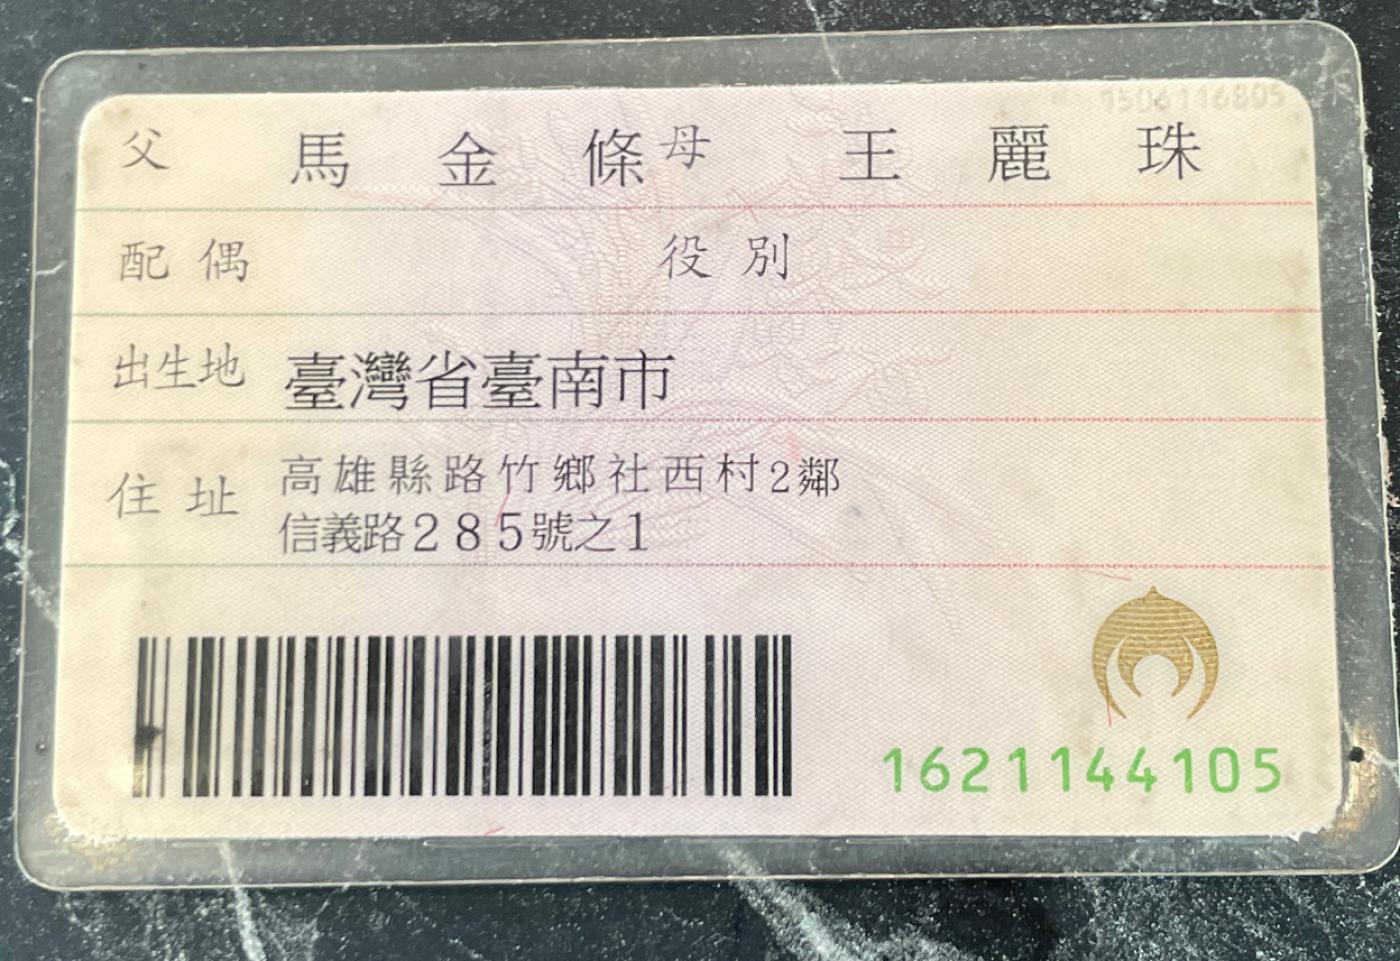 1506116805
父 馬金條 母 王麗珠
配偶 役別
出生地 臺灣省臺南市
住址 高雄縣路竹鄉社西村2鄰
信義路285號之1
1621144105